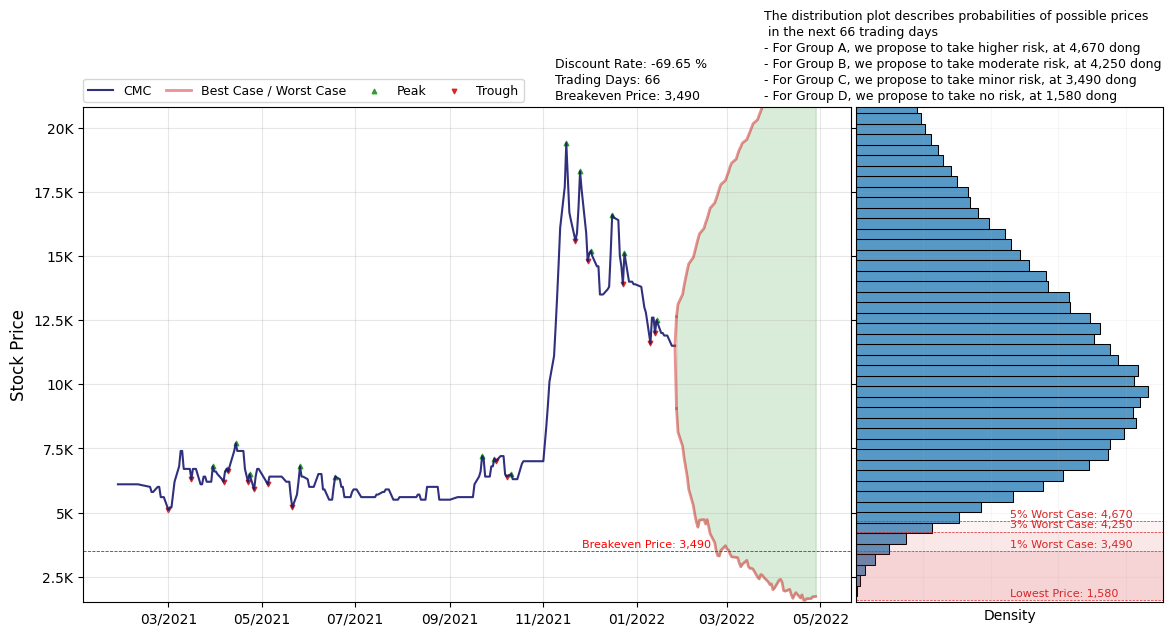 The distribution plot describes probabilities of possible prices
in the next 66 trading days
- For Group A, we propose to take higher risk, at 4,670 dong
- For Group B, we propose to take moderate risk, at 4,250 dong
- For Group C, we propose to take minor risk, at 3,490 dong
- For Group D, we propose to take no risk, at 1,580 dong
Discount Rate: -69.65 %
Trading Days: 66
Breakeven Price: 3,490
CMC
Best Case / Worst Case
Peak
Trough
Stock Price
20K
17.5K
15K
12.5K
10K
7.5K
5K
2.5K
Breakeven Price: 3,490
5% Worst Case: 4,670
3% Worst Case: 4,250
1% Worst Case: 3,490
Lowest Price: 1,580
03/2021
05/2021
07/2021
09/2021
11/2021
01/2022
03/2022
05/2022
Density